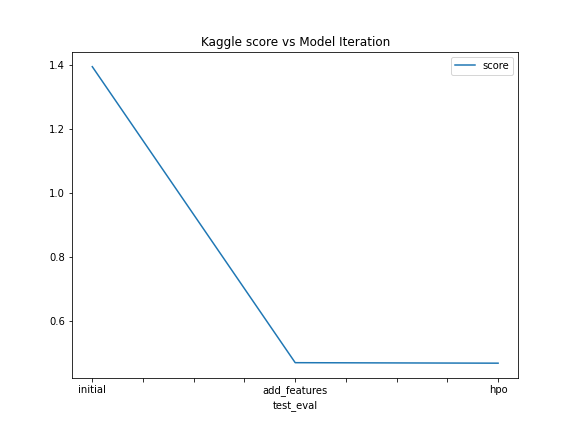 Kaggle score vs Model Iteration
score
1.4
1.2
1.0
0.8
0.6
initial
add_features
hpo
test_eval